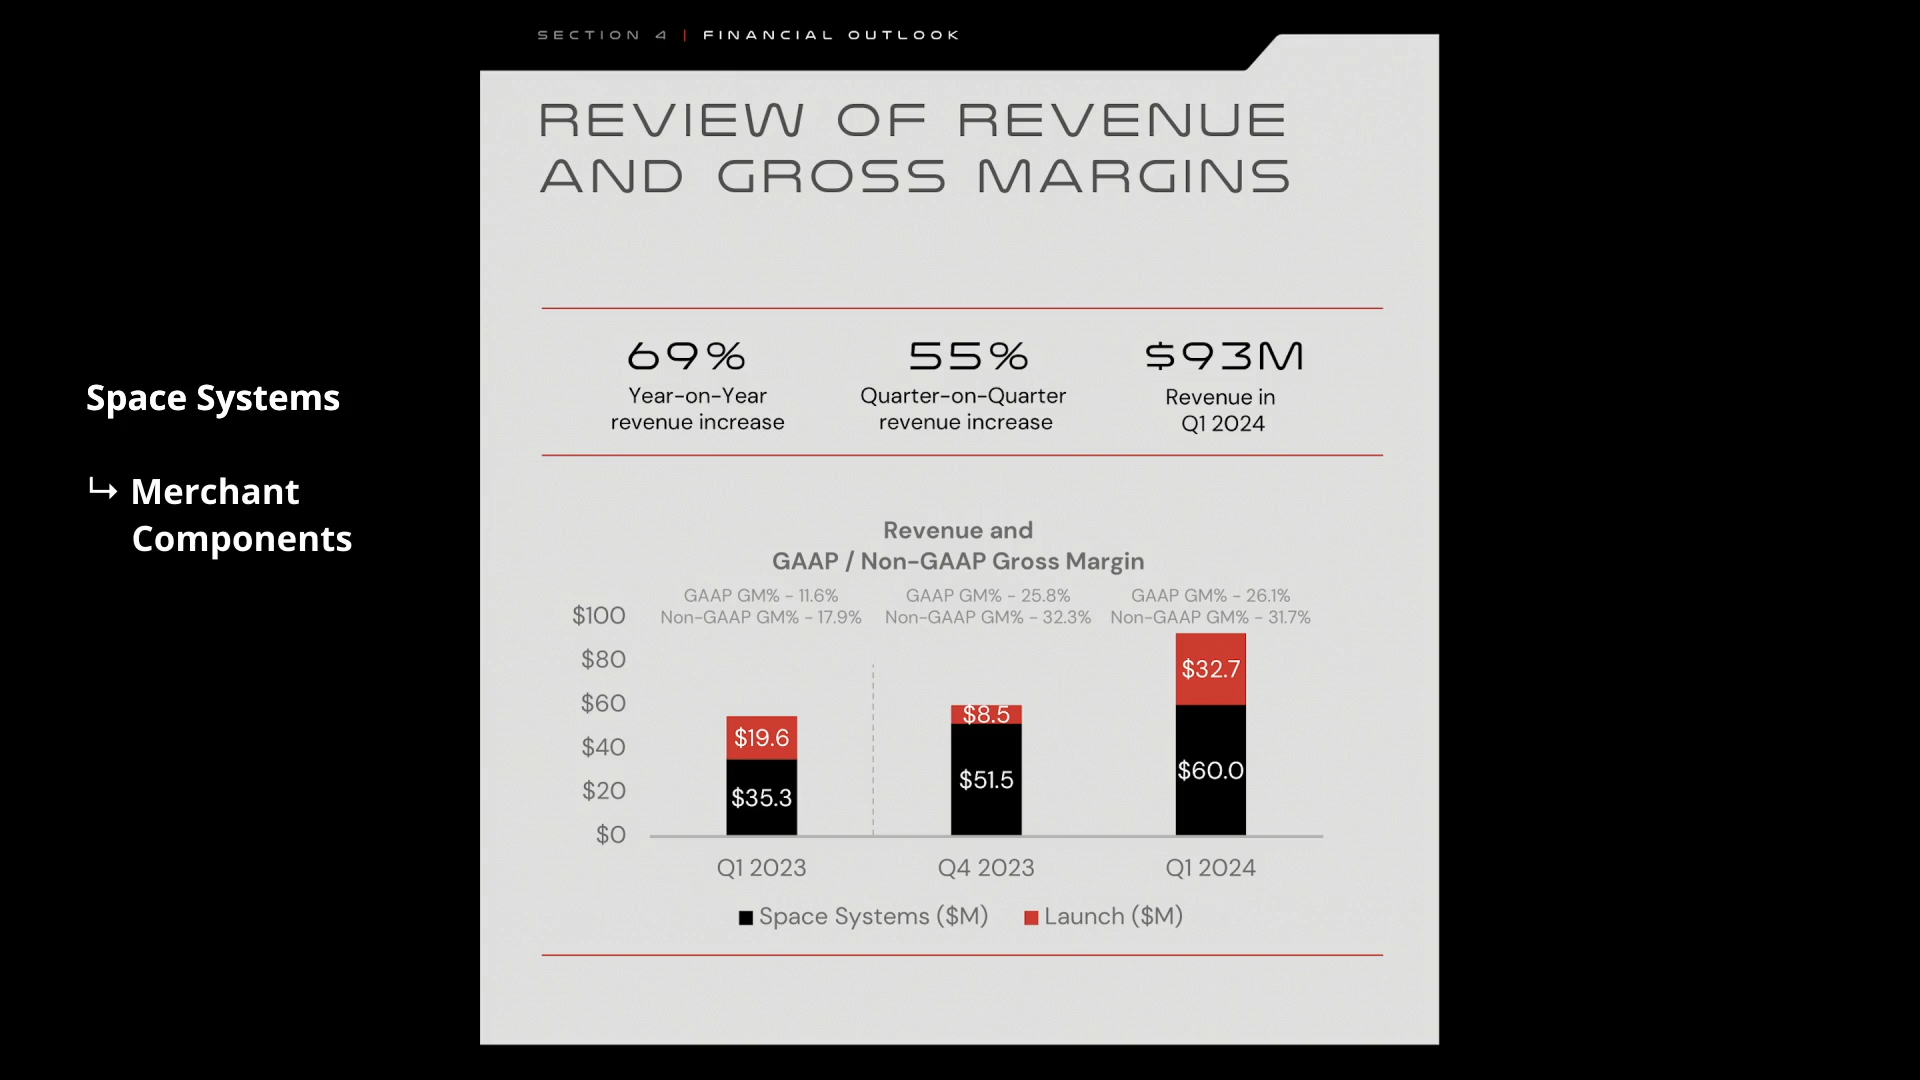 SECTION 4 | FINANCIAL OUTLOOK
REVIEW OF REVENUE
AND GROSS MARGINS
69%
Year-on-Year
revenue increase
55%
Quarter-on-Quarter
revenue increase
$93M
Revenue in
Q1 2024
Space Systems
↳ Merchant
Components
Revenue and
GAAP / Non-GAAP Gross Margin
GAAP GM% - 11.6%
Non-GAAP GM% - 17.9%
GAAP GM% - 25.8%
Non-GAAP GM% - 32.3%
GAAP GM% - 26.1%
Non-GAAP GM% - 31.7%
$100
$80
$60
$40
$20
$0
$19.6
$35.3
$8.5
$51.5
$32.7
$60.0
Q1 2023
Q4 2023
Q1 2024
Space Systems ($M)
Launch ($M)